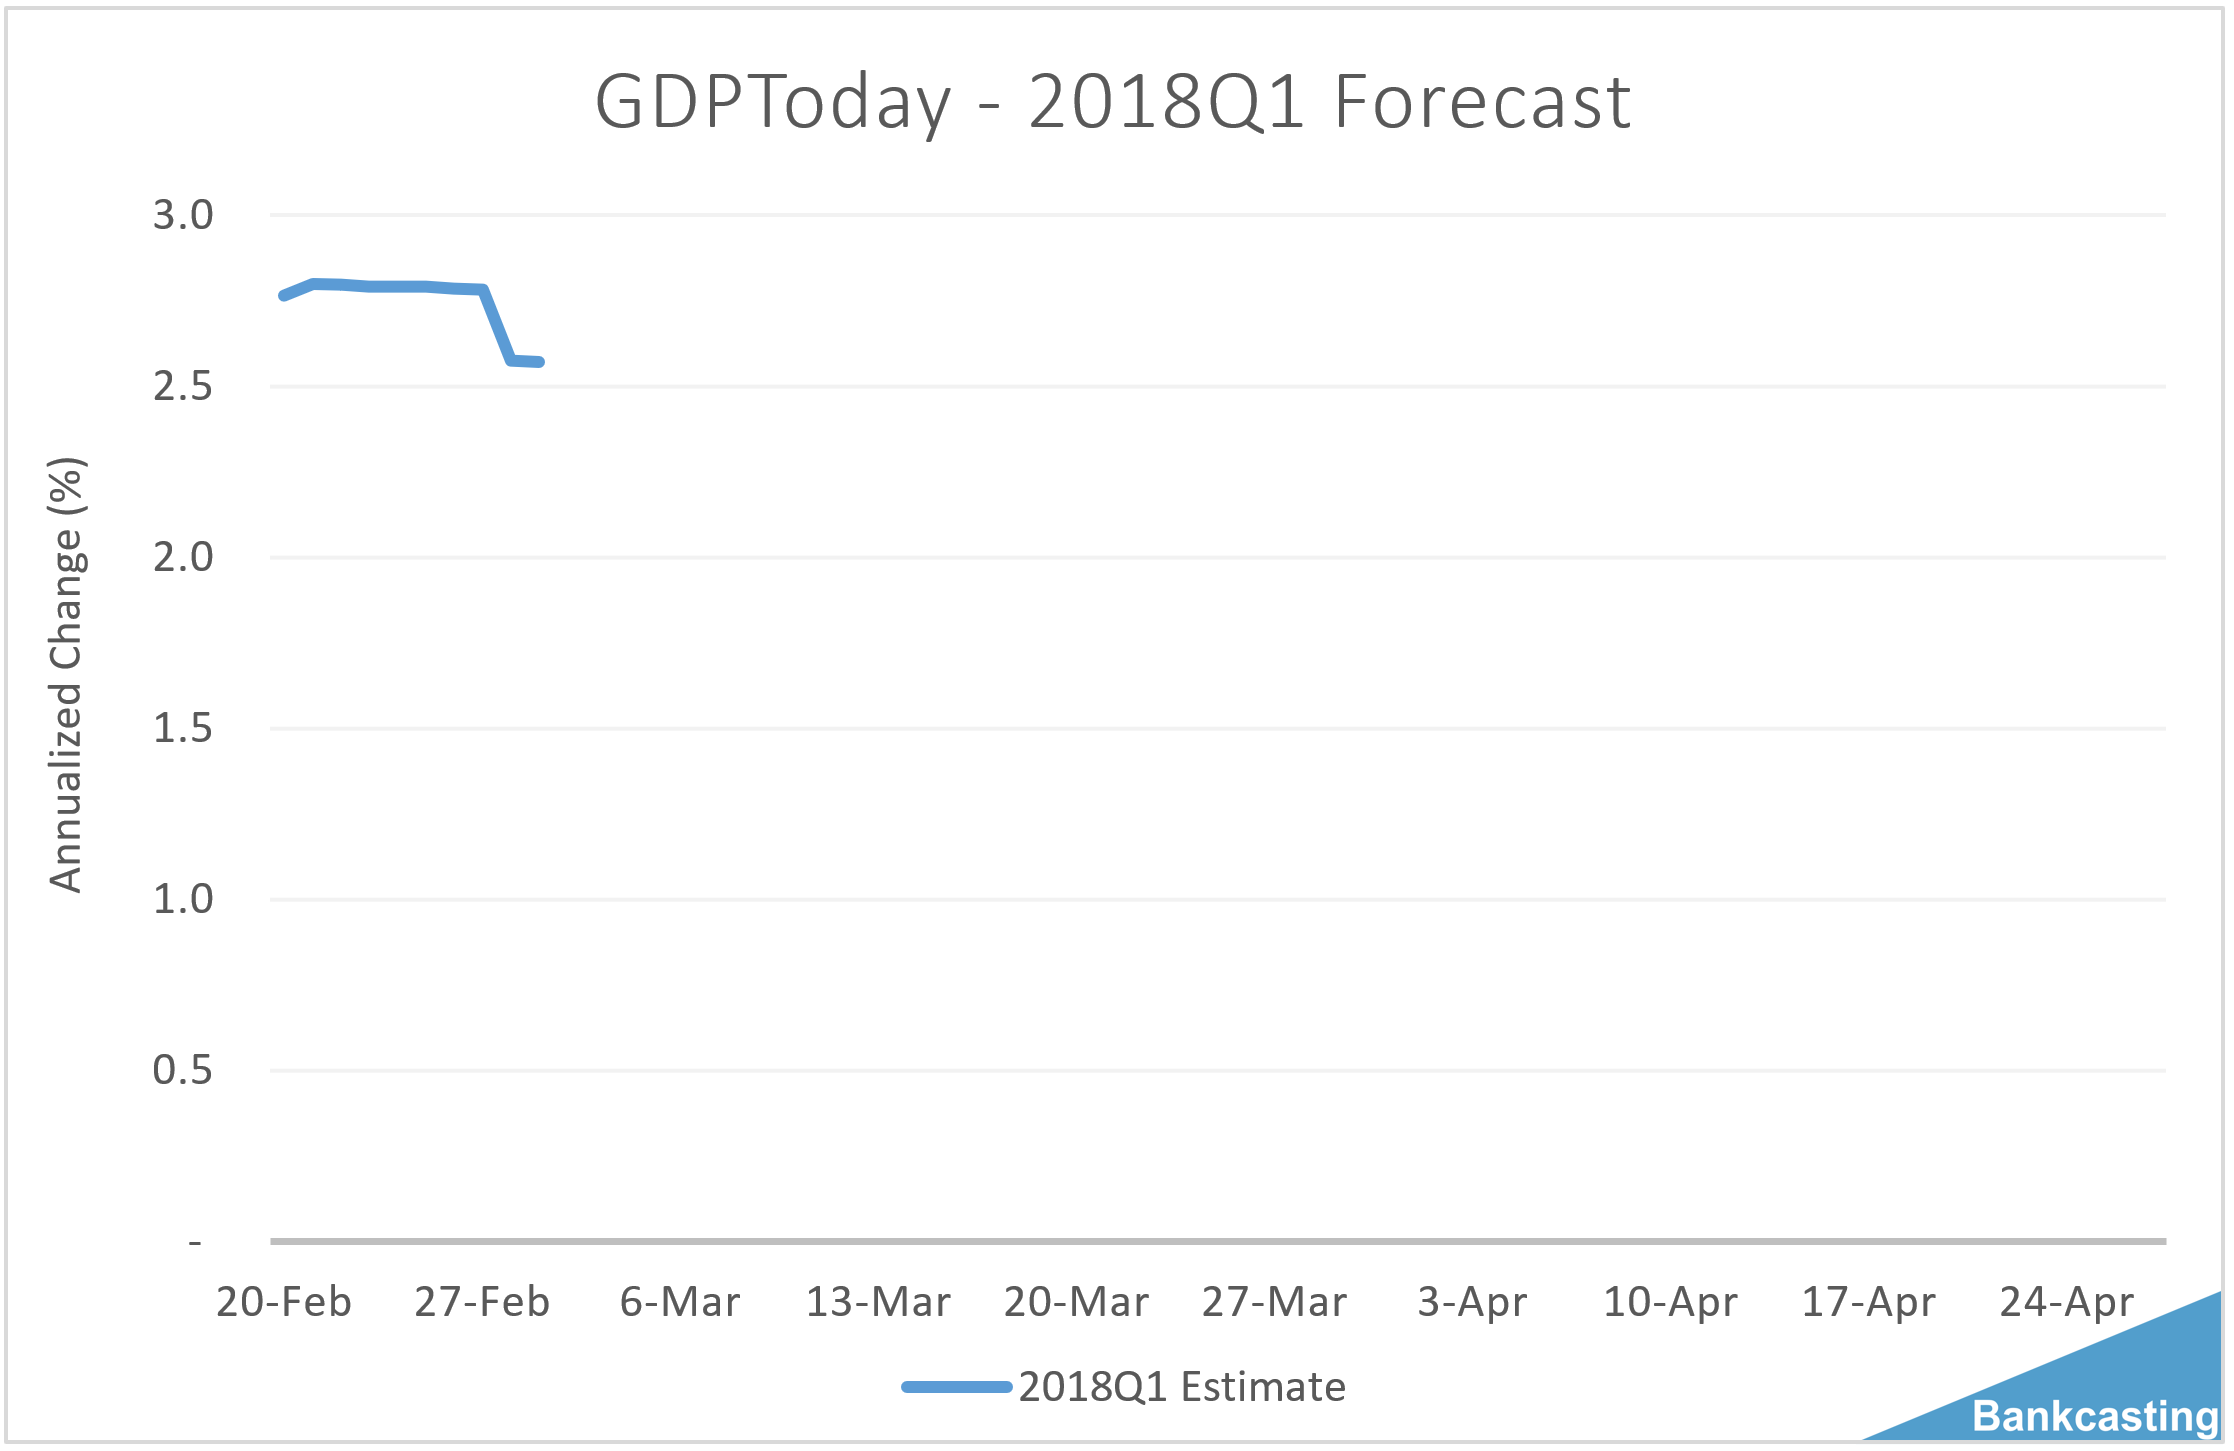 GDPToday - 2018Q1 Forecast
3.0
2.5
2.0
1.5
1.0
0.5
-
Annualized Change (%)
20-Feb 27-Feb 6-Mar 13-Mar 20-Mar 27-Mar 3-Apr 10-Apr 17-Apr 24-Apr
2018Q1 Estimate
Bankcasting